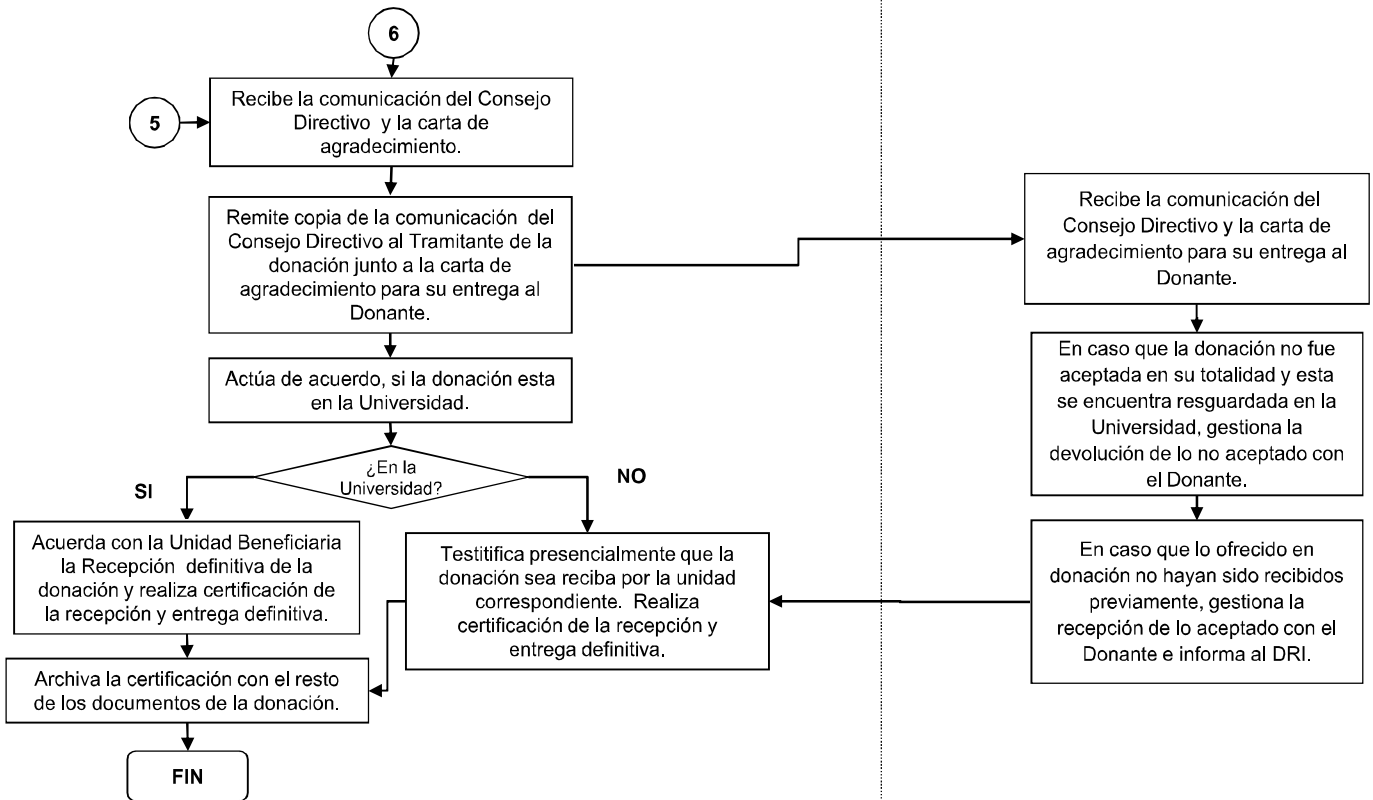 6
5
Recibe la comunicación del Consejo
Directivo y la carta de
agradecimiento.
Remite copia de la comunicación del
Consejo Directivo al Tramitante de la
donación junto a la carta de
agradecimiento para su entrega al
Donante.
Actúa de acuerdo, si la donación esta
en la Universidad.
¿En la
Universidad?
SI
NO
Acuerda con la Unidad Beneficiaria
la Recepción definitiva de la
donación y realiza certificación de
la recepción y entrega definitiva.
Testitifica presencialmente que la
donación sea reciba por la unidad
correspondiente. Realiza
certificación de la recepción y
entrega definitiva.
Archiva la certificación con el resto
de los documentos de la donación.
FIN
Recibe la comunicación del
Consejo Directivo y la carta de
agradecimiento para su entrega al
Donante.
En caso que la donación no fue
aceptada en su totalidad y esta
se encuentra resguardada en la
Universidad, gestiona la
devolución de lo no aceptado con
el Donante.
En caso que lo ofrecido en
donación no hayan sido recibidos
previamente, gestiona la
recepción de lo aceptado con el
Donante e informa al DRI.